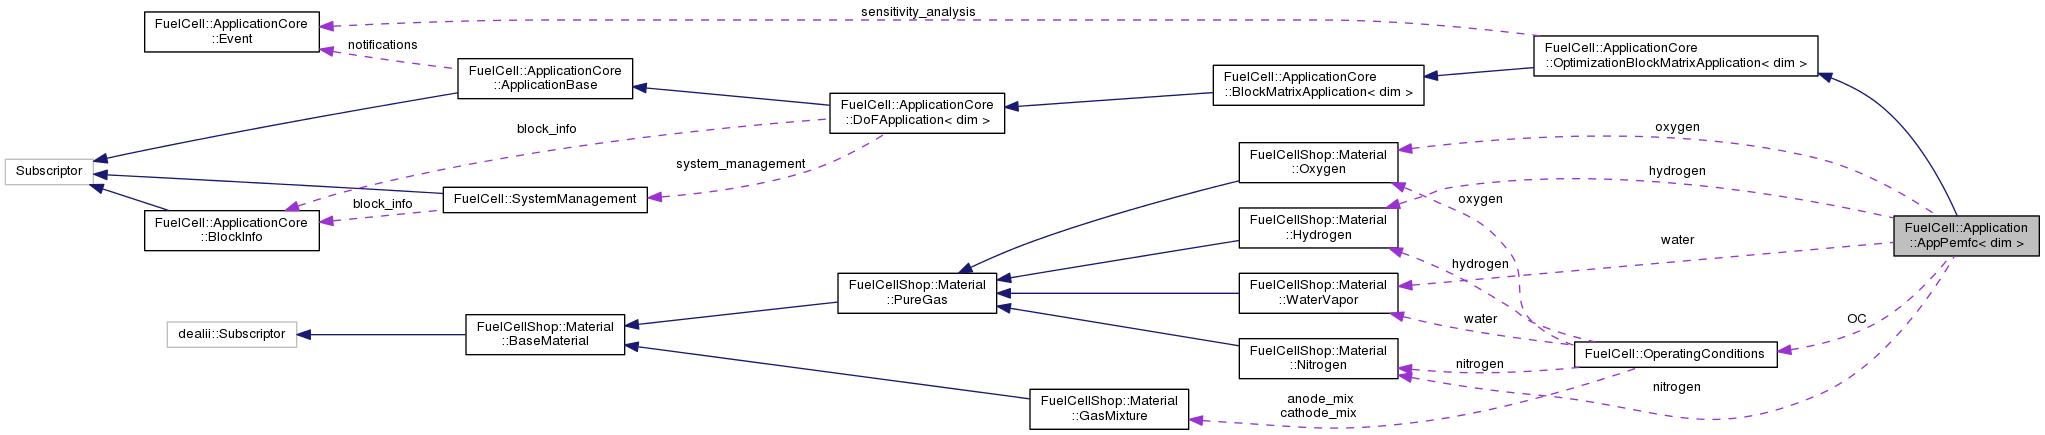 sensitivity_analysis
FuelCell::ApplicationCore
::Event
notifications
FuelCell::ApplicationCore
::OptimizationBlockMatrixApplication< dim >
FuelCell::ApplicationCore
::ApplicationBase
FuelCell::ApplicationCore
::BlockMatrixApplication< dim >
FuelCell::ApplicationCore
::DoFApplication< dim >
block_info
oxygen
system_management
FuelCellShop::Material
::Oxygen
hydrogen
Subscriptor
FuelCell::SystemManagement
block_info
oxygen
FuelCell::ApplicationCore
::BlockInfo
FuelCellShop::Material
::Hydrogen
FuelCell::Application
::AppPemfc< dim >
water
hydrogen
FuelCellShop::Material
::PureGas
FuelCellShop::Material
::WaterVapor
water
OC
dealii::Subscriptor
FuelCellShop::Material
::BaseMaterial
FuelCellShop::Material
::Nitrogen
FuelCell::OperatingConditions
nitrogen
nitrogen
FuelCellShop::Material
::GasMixture
anode_mix
cathode_mix